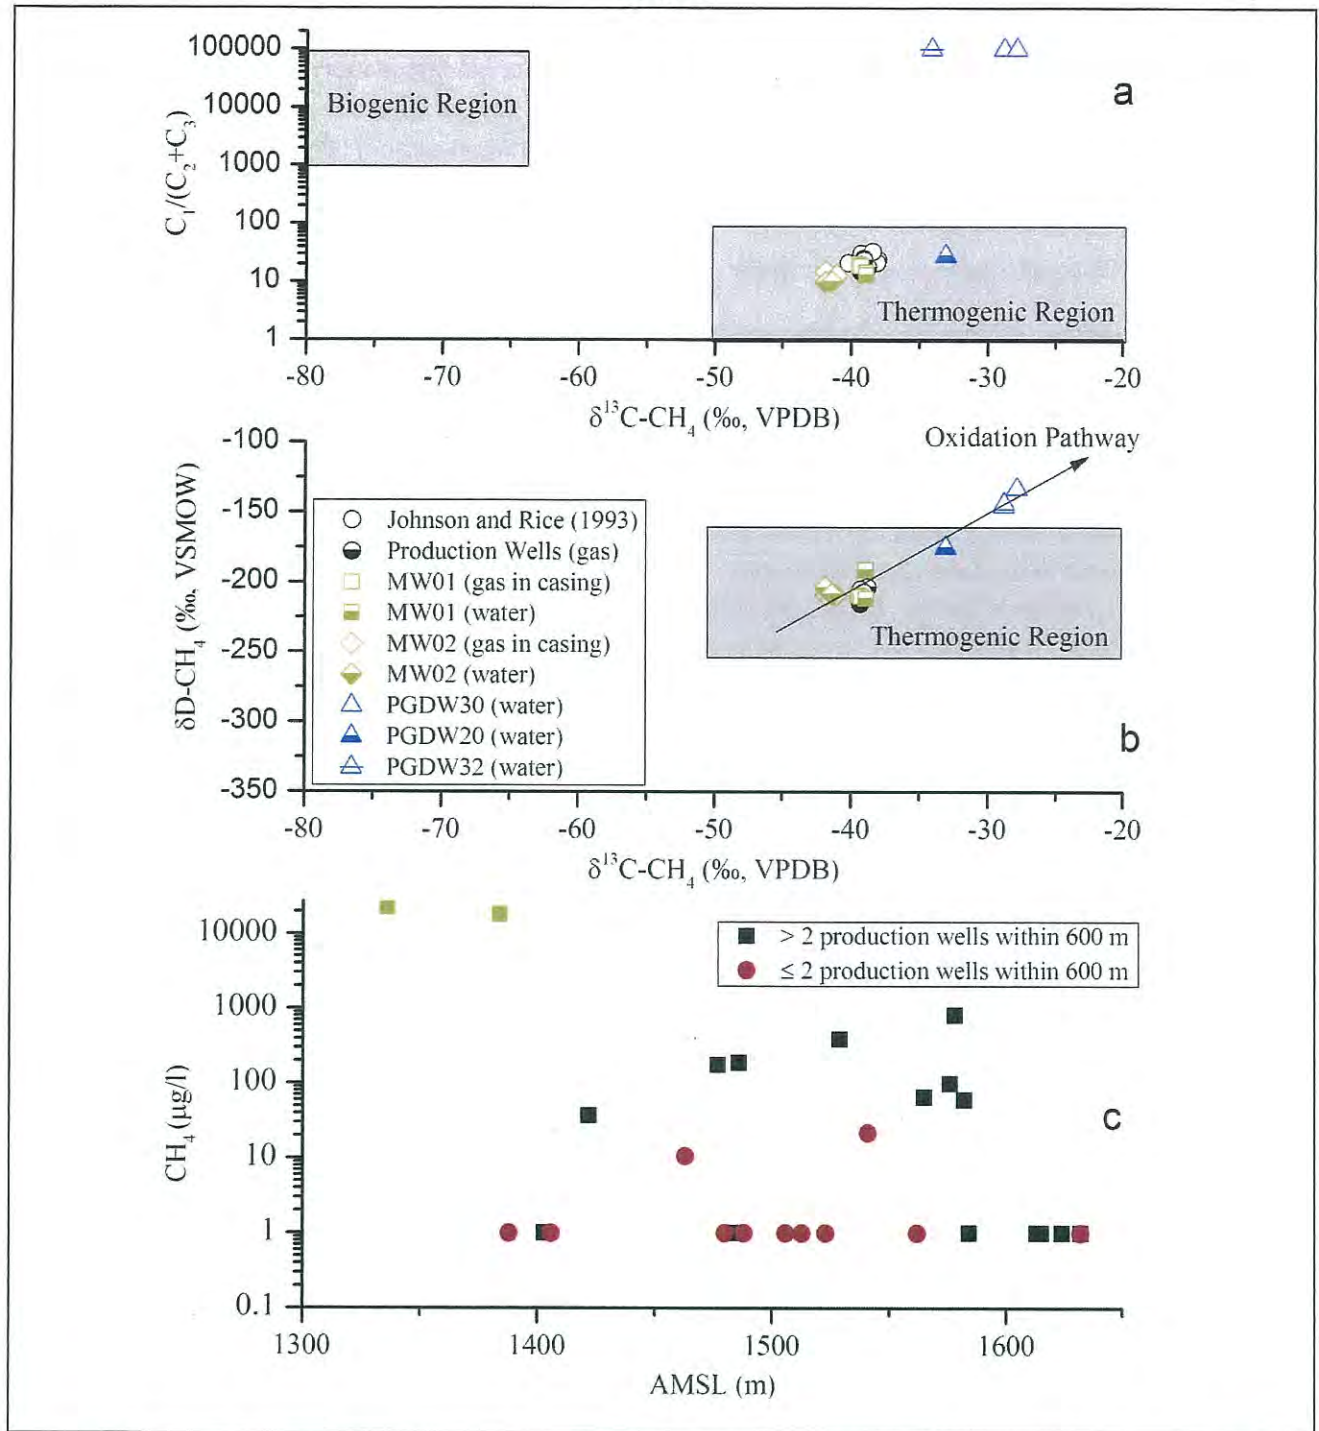 100000
10000
1000
100
10
1
C1/(C2+C3)
Biogenic Region
a
Thermogenic Region
-80
-70
-60
-50
-40
-30
-20
δ13C-CH4 (‰, VPDB)
-100
-150
-200
-250
-300
-350
δD-CH4 (‰, VSMOW)
Oxidation Pathway
Johnson and Rice (1993)
Production Wells (gas)
MW01 (gas in casing)
MW01 (water)
MW02 (gas in casing)
MW02 (water)
PGDW30 (water)
PGDW20 (water)
PGDW32 (water)
Thermogenic Region
b
-80
-70
-60
-50
-40
-30
-20
δ13C-CH4 (‰, VPDB)
10000
1000
100
10
1
0.1
CH4 (µg/l)
> 2 production wells within 600 m
≤ 2 production wells within 600 m
c
1300
1400
1500
1600
AMSL (m)